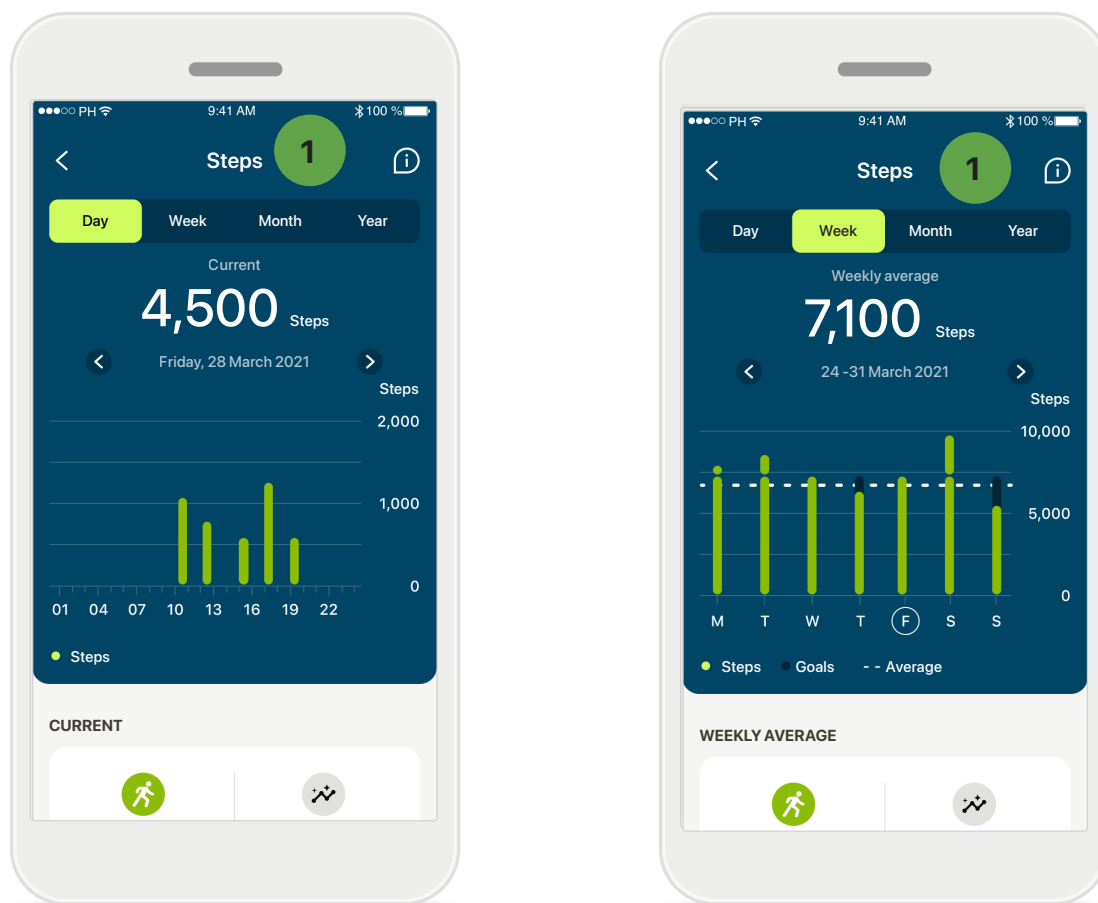 PH 9:41 AM 100 %
Steps 1
Day Week Month Year
Current
4,500 Steps
Friday, 28 March 2021
Steps
2,000
1,000
0
01 04 07 10 13 16 19 22
Steps
CURRENT
PH 9:41 AM 100 %
Steps 1
Day Week Month Year
Weekly average
7,100 Steps
24 -31 March 2021
Steps
10,000
5,000
0
M T W T F S S
Steps Goals - - Average
WEEKLY AVERAGE